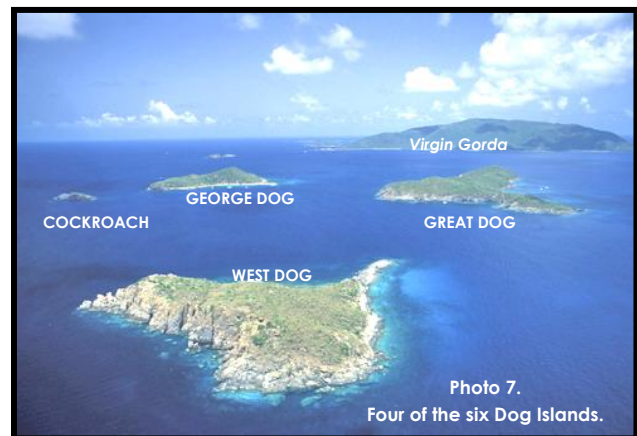 Virgin Gorda
GEORGE DOG
COCKROACH
GREAT DOG
WEST DOG
Photo 7.
Four of the six Dog Islands.